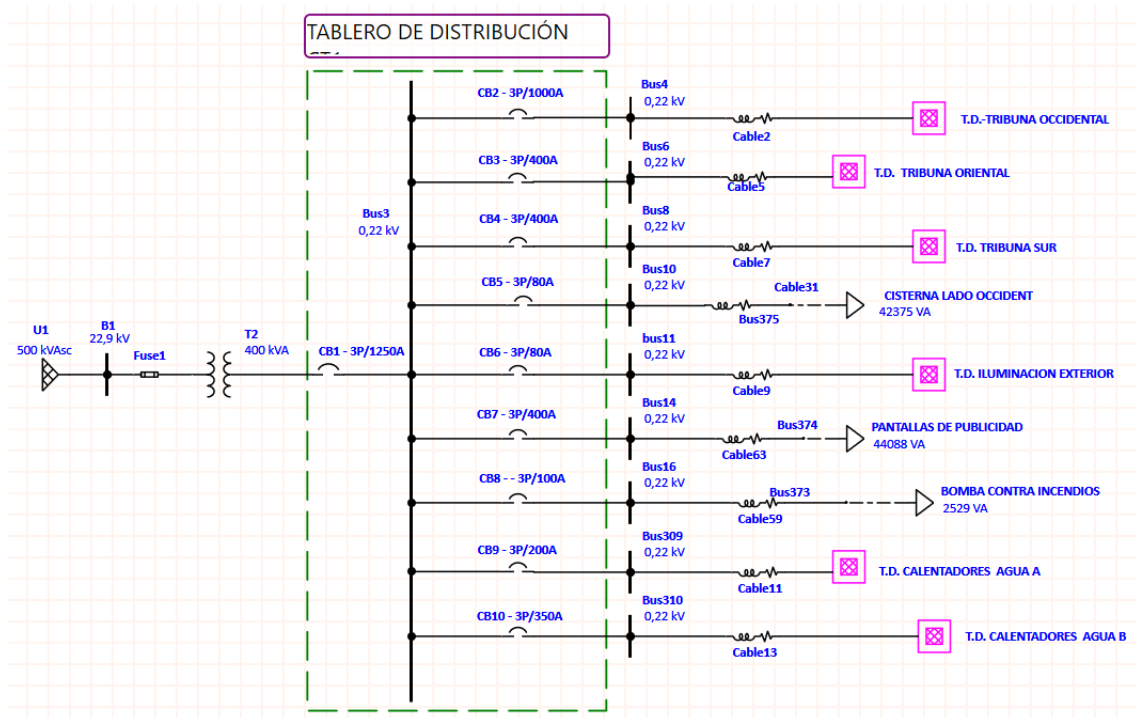 TABLERO DE DISTRIBUCIÓN
CB2 - 3P/1000A
Bus4
0,22 kV
Cable2
T.D.-TRIBUNA OCCIDENTAL
CB3 - 3P/400A
Bus6
0,22 kV
Cable5
T.D. TRIBUNA ORIENTAL
Bus3
0,22 kV
CB4 - 3P/400A
Bus8
0,22 kV
Cable7
T.D. TRIBUNA SUR
CB5 - 3P/80A
Bus10
0,22 kV
Cable31
Bus375
CISTERNA LADO OCCIDENT
42375 VA
U1
500 kVAsc
B1
22,9 kV
Fuse1
T2
400 kVA
CB1 - 3P/1250A
CB6 - 3P/80A
bus11
0,22 kV
Cable9
T.D. ILUMINACION EXTERIOR
CB7 - 3P/400A
Bus14
0,22 kV
Bus374
Cable63
PANTALLAS DE PUBLICIDAD
44088 VA
CB8 - - 3P/100A
Bus16
0,22 kV
Bus373
Cable59
BOMBA CONTRA INCENDIOS
2529 VA
CB9 - 3P/200A
Bus309
0,22 kV
Cable11
T.D. CALENTADORES AGUA A
CB10 - 3P/350A
Bus310
0,22 kV
Cable13
T.D. CALENTADORES AGUA B